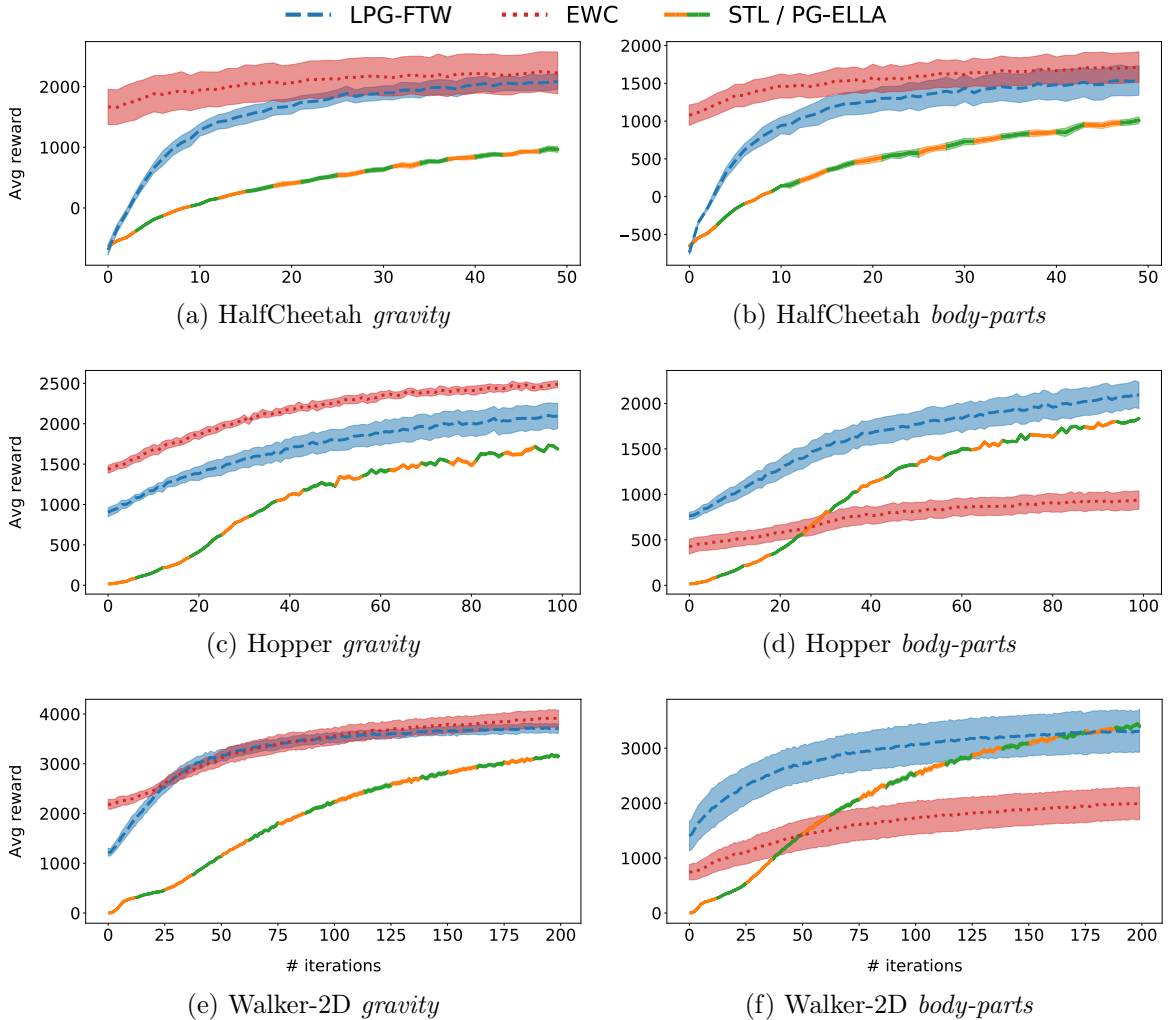 LPG-FTW EWC STL / PG-ELLA
Avg reward
2000
1000
0
0 10 20 30 40 50
(a) HalfCheetah gravity
2000
1500
1000
500
0
−500
0 10 20 30 40 50
(b) HalfCheetah body-parts
Avg reward
2500
2000
1500
1000
500
0
0 20 40 60 80 100
(c) Hopper gravity
2000
1500
1000
500
0
0 20 40 60 80 100
(d) Hopper body-parts
Avg reward
4000
3000
2000
1000
0
0 25 50 75 100 125 150 175 200
# iterations
(e) Walker-2D gravity
3000
2000
1000
0
0 25 50 75 100 125 150 175 200
# iterations
(f) Walker-2D body-parts